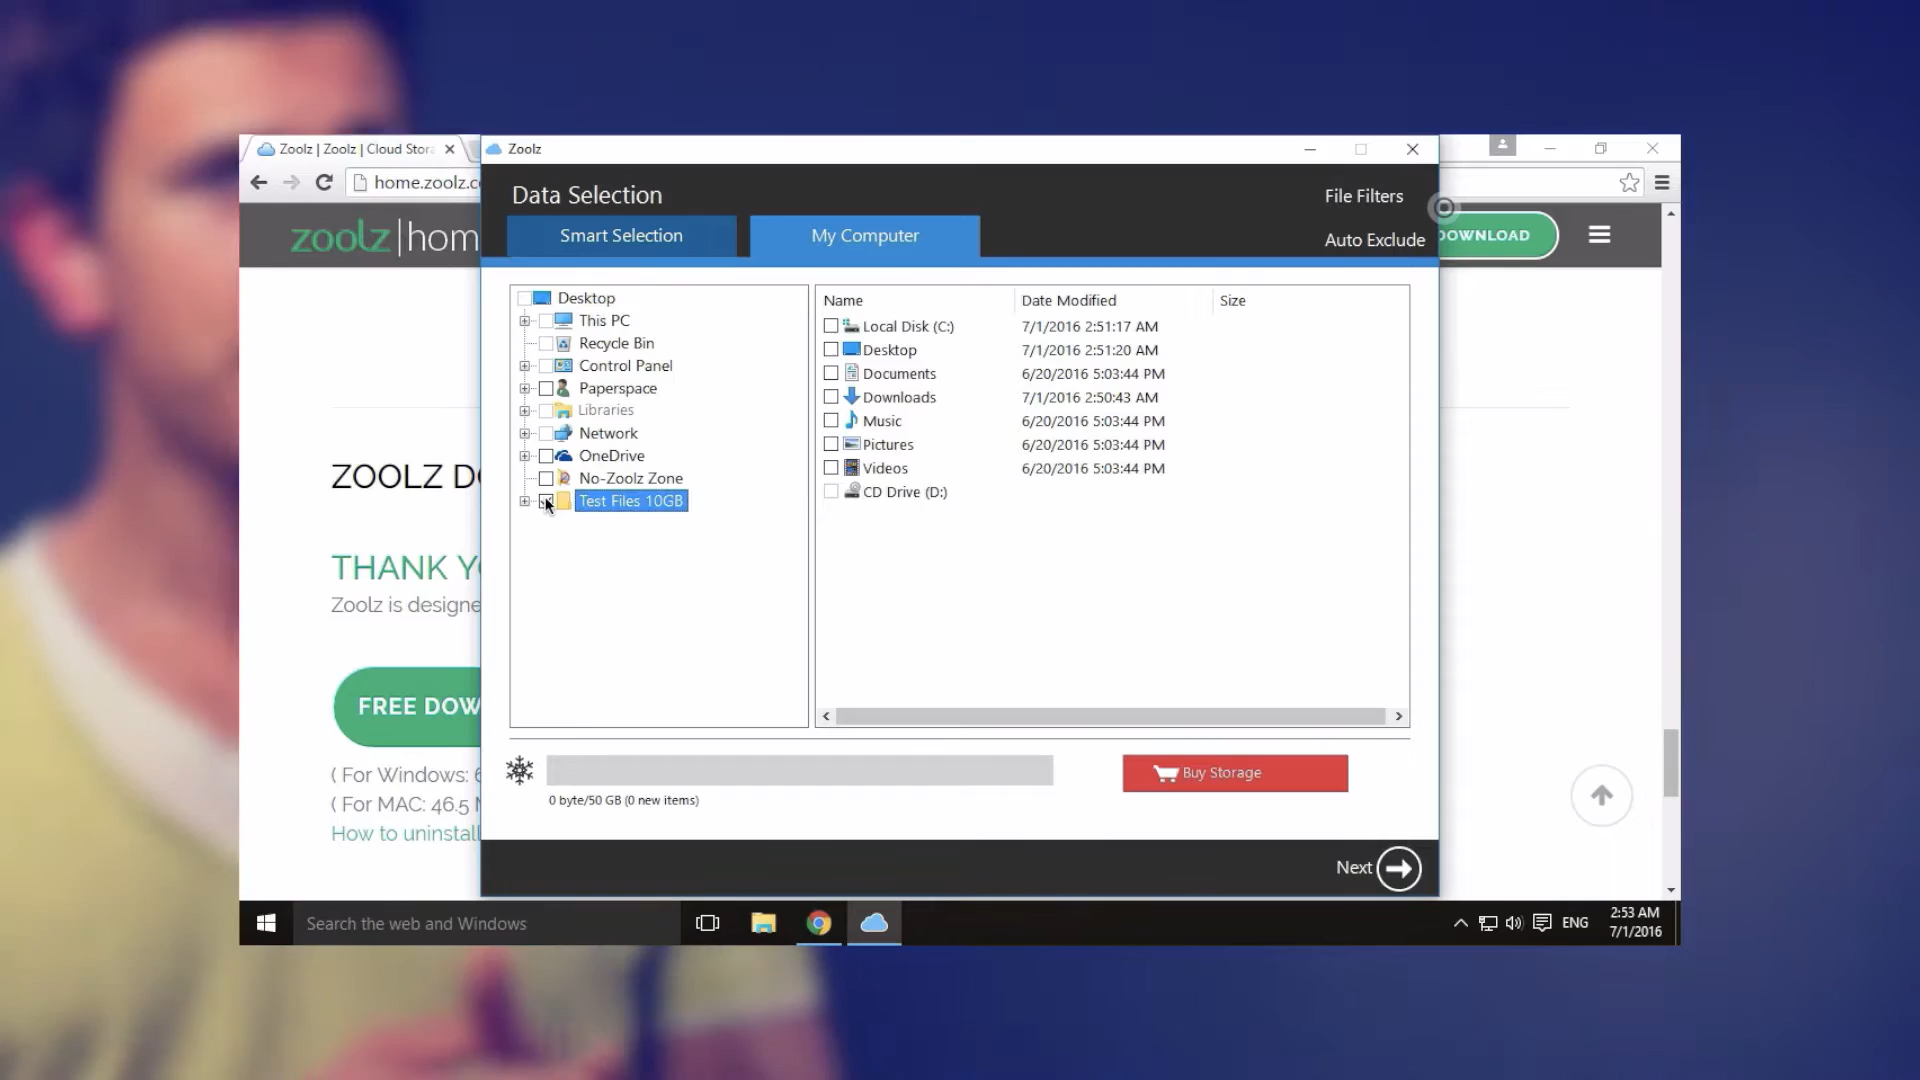 Zoolz | Zoolz | Cloud Stor
Zoolz
home.zoolz.c
Data Selection
File Filters
zoolz|hom
Smart Selection
My Computer
Auto Exclude
DOWNLOAD
Desktop
This PC
Recycle Bin
Control Panel
Paperspace
Libraries
Network
OneDrive
No-Zoolz Zone
Test Files 10GB
Name Date Modified Size
Local Disk (C:) 7/1/2016 2:51:17 AM
Desktop 7/1/2016 2:51:20 AM
Documents 6/20/2016 5:03:44 PM
Downloads 7/1/2016 2:50:43 AM
Music 6/20/2016 5:03:44 PM
Pictures 6/20/2016 5:03:44 PM
Videos 6/20/2016 5:03:44 PM
CD Drive (D:)
ZOOLZ D
THANK Y
Zoolz is designe
FREE DOW
( For Windows: 6
( For MAC: 46.5 M
How to uninstall
0 byte/50 GB (0 new items)
Buy Storage
Next
Search the web and Windows
ENG
2:53 AM
7/1/2016